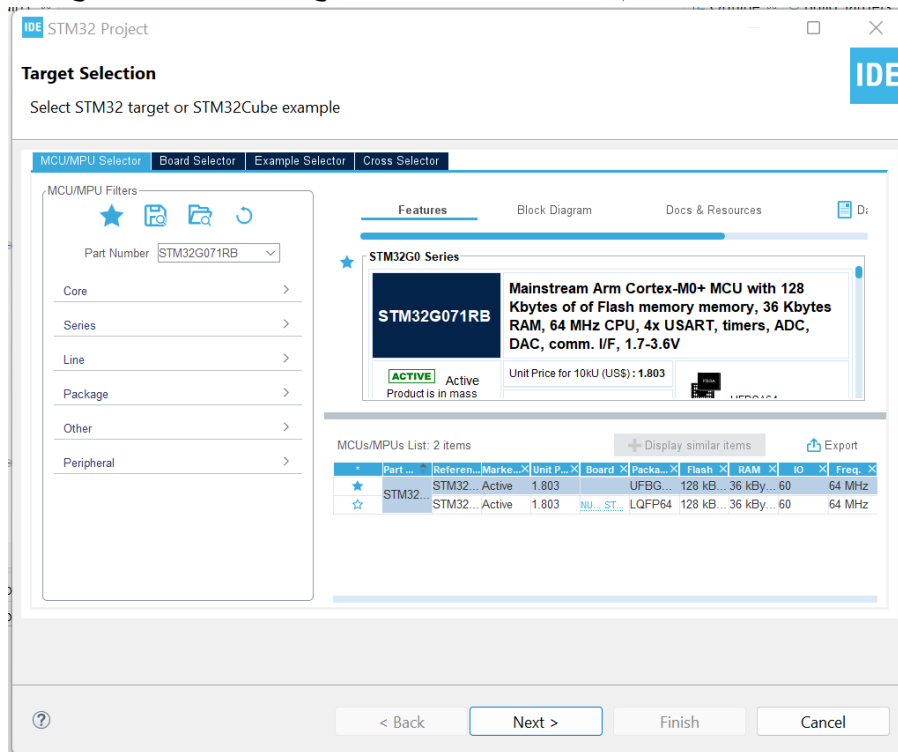 IDE STM32 Project
Target Selection
IDE
Select STM32 target or STM32Cube example
MCU/MPU Selector Board Selector Example Selector Cross Selector
MCU/MPU Filters
Part Number STM32G071RB
Core
Series
Line
Package
Other
Peripheral
Features Block Diagram Docs & Resources
STM32G0 Series
STM32G071RB
Mainstream Arm Cortex-M0+ MCU with 128
Kbytes of of Flash memory memory, 36 Kbytes
RAM, 64 MHz CPU, 4x USART, timers, ADC,
DAC, comm. I/F, 1.7-3.6V
ACTIVE Active
Product is in mass
Unit Price for 10kU (US$) : 1.803
MCUs/MPUs List: 2 items
+ Display similar items
Export
* Part ... Referen... Marke... X Unit P... X Board X Packa... X Flash X RAM X IO X Freq. X
STM32... STM32... Active 1.803 UFBG... 128 kB... 36 kBy... 60 64 MHz
STM32... Active 1.803 NU... ST... LQFP64 128 kB... 36 kBy... 60 64 MHz
? < Back Next > Finish Cancel